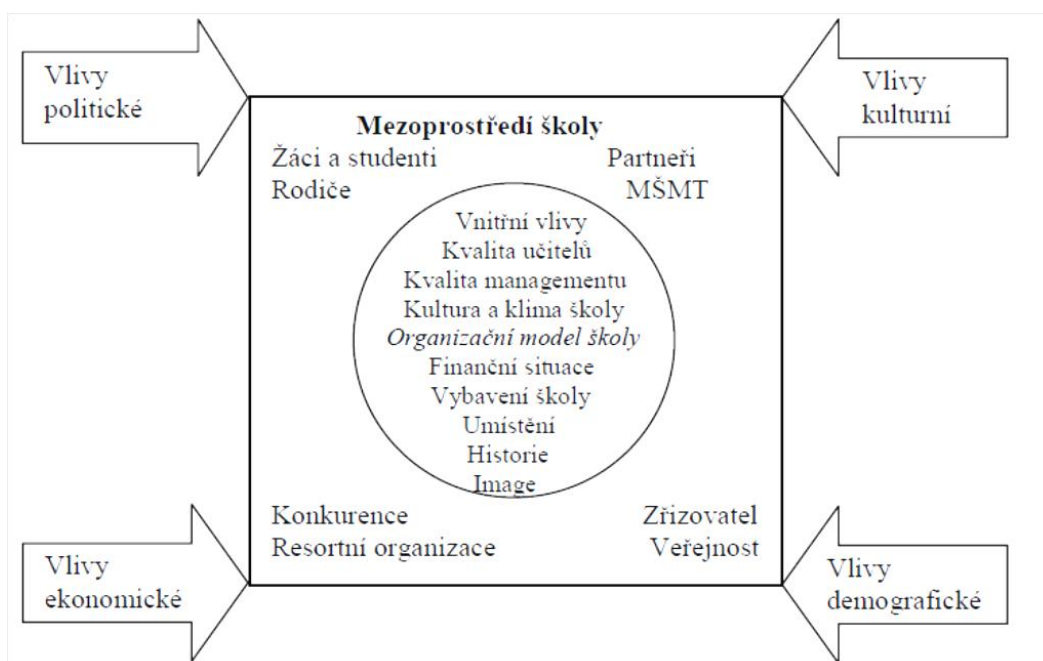 Vlivy
politické
Vlivy
kulturní
Mezoprostředí školy
Žáci a studenti
Rodiče
Partneři
MŠMT
Vnitřní vlivy
Kvalita učitelů
Kvalita managementu
Kultura a klima školy
Organizační model školy
Finanční situace
Vybavení školy
Umístění
Historie
Image
Konkurence
Resortní organizace
Zřizovatel
Veřejnost
Vlivy
ekonomické
Vlivy
demografické